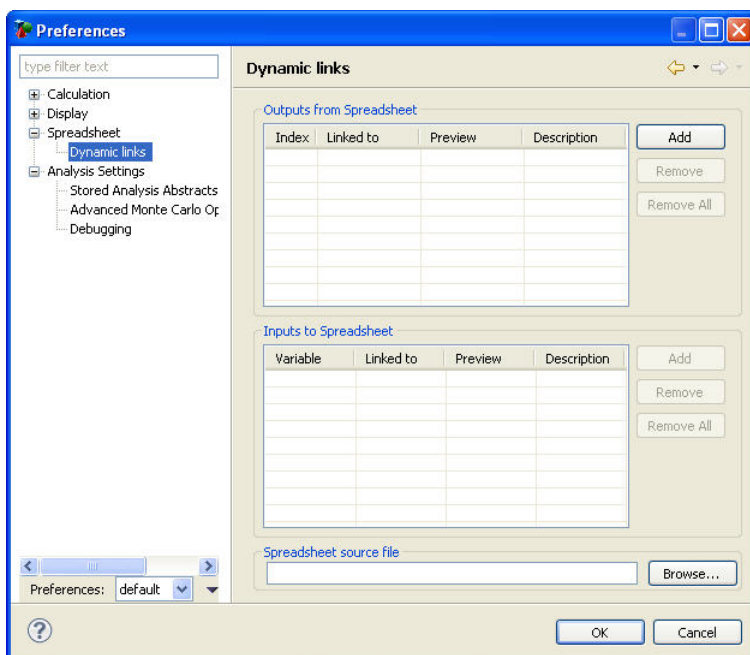 Preferences
type filter text
Calculation
Display
Spreadsheet
Dynamic links
Analysis Settings
Stored Analysis Abstracts
Advanced Monte Carlo Op
Debugging
Preferences: default
Dynamic links
Outputs from Spreadsheet
Index Linked to Preview Description
Add
Remove
Remove All
Inputs to Spreadsheet
Variable Linked to Preview Description
Add
Remove
Remove All
Spreadsheet source file
Browse...
?
OK Cancel